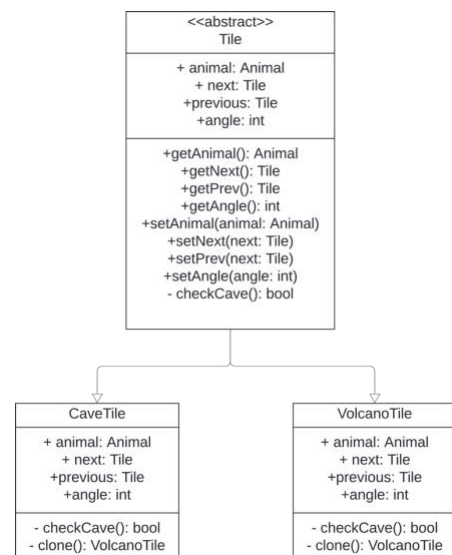 <<abstract>>
Tile
+ animal: Animal
+ next: Tile
+previous: Tile
+angle: int
+getAnimal(): Animal
+getNext(): Tile
+getPrev(): Tile
+getAngle(): int
+setAnimal(animal: Animal)
+setNext(next: Tile)
+setPrev(next: Tile)
+setAngle(angle: int)
- checkCave(): bool
CaveTile
+ animal: Animal
+ next: Tile
+previous: Tile
+angle: int
- checkCave(): bool
- clone(): VolcanoTile
VolcanoTile
+ animal: Animal
+ next: Tile
+previous: Tile
+angle: int
- checkCave(): bool
- clone(): VolcanoTile